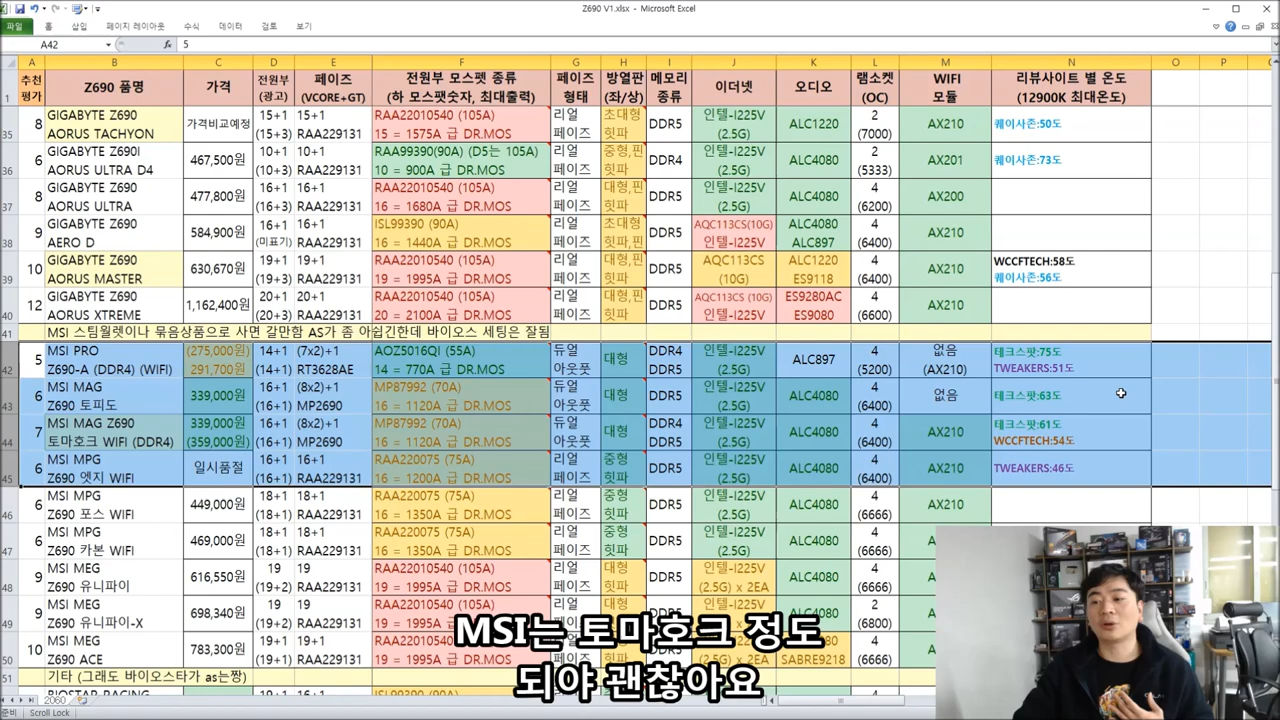 Z690 V1.xlsx - Microsoft Excel
파일 홈 삽입 페이지 레이아웃 수식 데이터 검토 보기
A42 fx 5
A B C D E F G H I J K L M N O P
1 추천 평가 Z690 품명 가격 전원부 (광고) 페이즈 (VCORE+GT) 전원부 모스펫 종류 (하 모스팻숫자, 최대출력) 페이즈 형태 방열판 (좌/상) 메모리 종류 이더넷 오디오 램소켓 (OC) WIFI 모듈 리뷰사이트 별 온도 (12900K 최대온도)
35 8 GIGABYTE Z690 AORUS TACHYON 가격비교예정 15+1 (15+3) 15+1 RAA229131 RAA22010540 (105A) 15 = 1575A 급 DR.MOS 리얼 페이즈 초대형 힛파 DDR5 인텔-I225V (2.5G) ALC1220 2 (7000) AX210 퀘이사존:50도
36 6 GIGABYTE Z690I AORUS ULTRA D4 467,500원 10+1 (10+3) 10+1 RAA229131 RAA99390(90A) (D5는 105A) 10 = 900A 급 DR.MOS 리얼 페이즈 중형,핀 힛파 DDR4 인텔-I225V (2.5G) ALC4080 2 (5333) AX201 퀘이사존:73도
37 8 GIGABYTE Z690 AORUS ULTRA 477,800원 16+1 (16+3) 16+1 RAA229131 RAA22010540 (105A) 16 = 1680A 급 DR.MOS 리얼 페이즈 대형,핀 힛파 DDR5 인텔-I225V (2.5G) ALC4080 4 (6200) AX200
38 9 GIGABYTE Z690 AERO D 584,900원 16+1 (미표기) 16+1 RAA229131 ISL99390 (90A) 16 = 1440A 급 DR.MOS 리얼 페이즈 초대형 힛파,핀 DDR5 AQC113CS(10G) 인텔-I225V ALC4080 ALC897 4 (6400) AX210
39 10 GIGABYTE Z690 AORUS MASTER 630,670원 19+1 (19+3) 19+1 RAA229131 RAA22010540 (105A) 19 = 1995A 급 DR.MOS 리얼 페이즈 대형,핀 힛파 DDR5 AQC113CS (10G) ALC1220 ES9118 4 (6400) AX210 WCCFTECH:58도 퀘이사존:56도
40 12 GIGABYTE Z690 AORUS XTREME 1,162,400원 20+1 (20+3) 20+1 RAA229131 RAA22010540 (105A) 20 = 2100A 급 DR.MOS 리얼 페이즈 대형,핀 힛파 DDR5 AQC113CS (10G) 인텔-I225V ES9280AC ES9080 4 (6600) AX210
41 MSI 스팀월렛이나 묶음상품으로 사면 갈만함 AS가 좀 아쉽긴한데 바이오스 세팅은 잘됨
42 5 MSI PRO Z690-A (DDR4) (WIFI) (275,000원) 291,700원 14+1 (14+1) (7x2)+1 RT3628AE AOZ5016QI (55A) 14 = 770A 급 DR.MOS 듀얼 아웃풋 대형 DDR4 DDR5 인텔-I225V (2.5G) ALC897 4 (5200) 없음 (AX210) 테크스팟:75도 TWEAKERS:51도
43 6 MSI MAG Z690 토피도 339,000원 16+1 (16+1) (8x2)+1 MP2690 MP87992 (70A) 16 = 1120A 급 DR.MOS 듀얼 아웃풋 대형 DDR5 인텔-I225V (2.5G) ALC4080 4 (6400) 없음 테크스팟:63도
44 7 MSI MAG Z690 토마호크 WIFI (DDR4) 339,000원 (359,000원) 16+1 (16+1) (8x2)+1 MP2690 MP87992 (70A) 16 = 1120A 급 DR.MOS 듀얼 아웃풋 대형 DDR4 DDR5 인텔-I225V (2.5G) ALC4080 4 (6400) AX210 테크스팟:61도 WCCFTECH:54도
45 6 MSI MPG Z690 엣지 WIFI 일시품절 16+1 (16+1) 16+1 RAA229131 RAA220075 (75A) 16 = 1200A 급 DR.MOS 리얼 페이즈 중형 힛파 DDR5 인텔-I225V (2.5G) ALC4080 4 (6400) AX210 TWEAKERS:46도
46 6 MSI MPG Z690 포스 WIFI 449,000원 18+1 (18+1) 18+1 RAA229131 RAA220075 (75A) 16 = 1350A 급 DR.MOS 리얼 페이즈 중형 힛파 DDR5 인텔-I225V (2.5G) ALC4080 4 (6666) AX210
47 6 MSI MPG Z690 카본 WIFI 469,000원 18+1 (18+1) 18+1 RAA229131 RAA220075 (75A) 16 = 1350A 급 DR.MOS 리얼 페이즈 중형 힛파 DDR5 인텔-I225V (2.5G) ALC4080 4 (6666)
48 9 MSI MEG Z690 유니파이 616,550원 19 (19+2) 19 RAA229131 RAA22010540 (105A) 19 = 1995A 급 DR.MOS 리얼 페이즈 대형 힛파 DDR5 인텔-I225V (2.5G) x 2EA ALC4080 4 (6666)
49 9 MSI MEG Z690 유니파이-X 698,340원 19 (19+2) 19 RAA229131 RAA22010540 (105A) 19 = 1995A 급 DR.MOS 리얼 대형 DDR5 인텔-I225V ALC4080 2 (6800)
50 10 MSI MEG Z690 ACE 783,300원 19+1 (19+1) 19+1 RAA229131 RAA22010540 (105A) 19 = 1995A 급 DR.MOS (2.5G) x 2EA SABRE9218 4 (6666)
51 기타 (그래도 바이오스타가 as는짱)
BIOSTAR RACING
MSI는 토마호크 정도
되야 괜찮아요
2060
준비 Scroll Lock